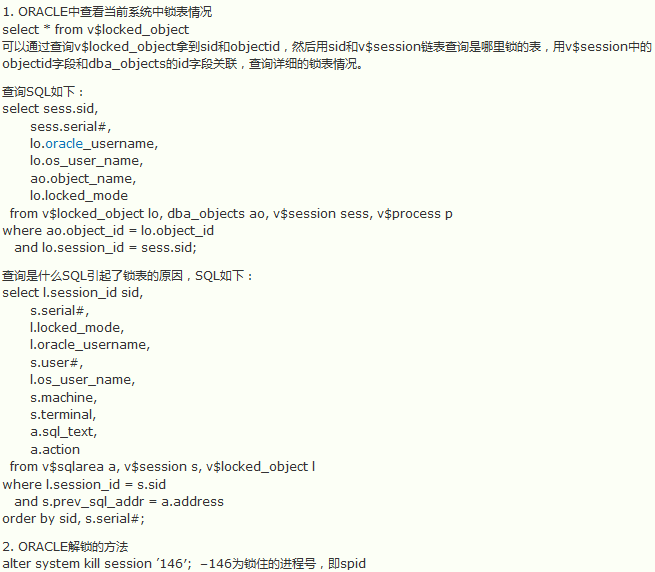 1. ORACLE中查看当前系统中锁表情况
select * from v$locked_object
可以通过查询v$locked_object拿到sid和objectid，然后用sid和v$session链表查询是哪里锁的表，用v$session中的
objectid字段和dba_objects的id字段关联，查询详细的锁表情况。
查询SQL如下：
select sess.sid,
sess.serial#,
lo.oracle_username,
lo.os_user_name,
ao.object_name,
lo.locked_mode
from v$locked_object lo, dba_objects ao, v$session sess, v$process p
where ao.object_id = lo.object_id
and lo.session_id = sess.sid;
查询是什么SQL引起了锁表的原因，SQL如下：
select l.session_id sid,
s.serial#,
l.locked_mode,
l.oracle_username,
s.user#,
l.os_user_name,
s.machine,
s.terminal,
a.sql_text,
a.action
from v$sqlarea a, v$session s, v$locked_object l
where l.session_id = s.sid
and s.prev_sql_addr = a.address
order by sid, s.serial#;
2. ORACLE解锁的方法
alter system kill session ′146′; –146为锁住的进程号，即spid